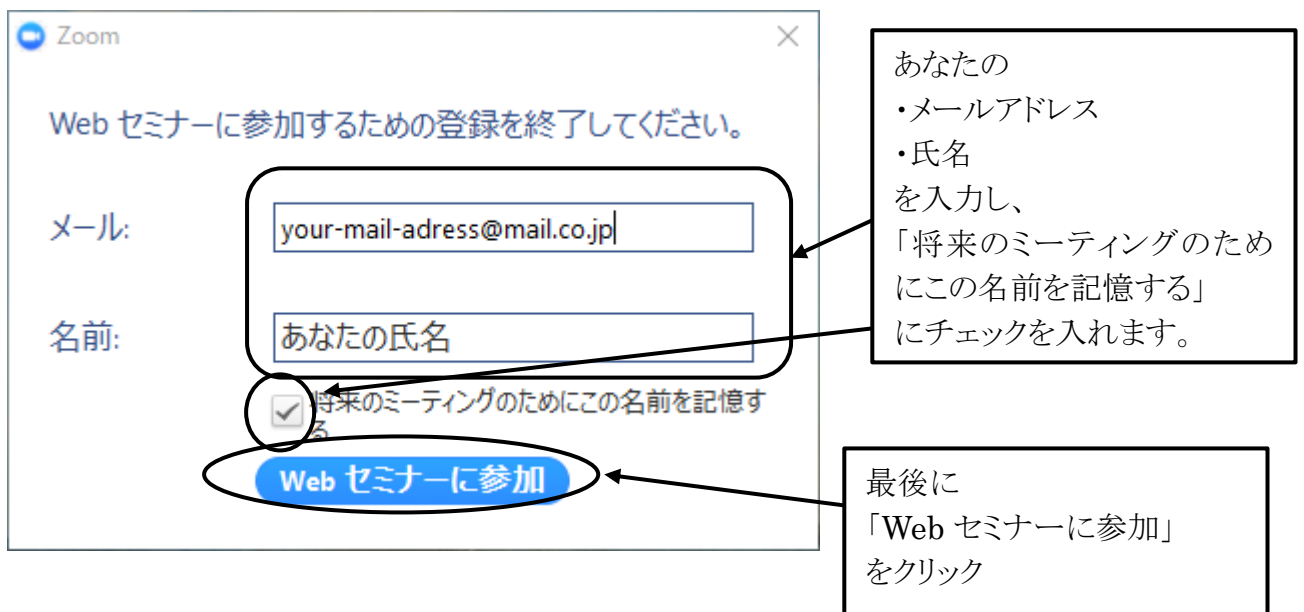 Zoom
Web セミナーに参加するための登録を終了してください。
メール:
your-mail-adress@mail.co.jp
名前:
あなたの氏名
将来のミーティングのためにこの名前を記憶す
る
Web セミナーに参加
あなたの
・メールアドレス
・氏名
を入力し、
「将来のミーティングのため
にこの名前を記憶する」
にチェックを入れます。
最後に
「Web セミナーに参加」
をクリック